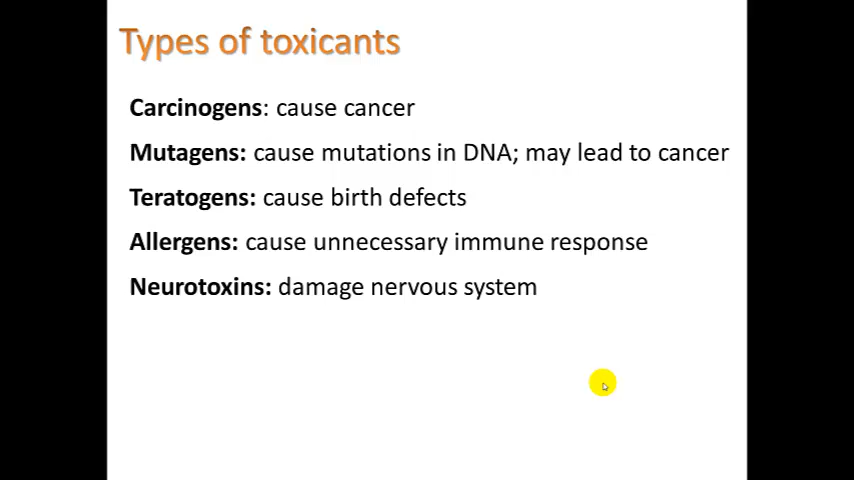 Types of toxicants
Carcinogens: cause cancer
Mutagens: cause mutations in DNA; may lead to cancer
Teratogens: cause birth defects
Allergens: cause unnecessary immune response
Neurotoxins: damage nervous system